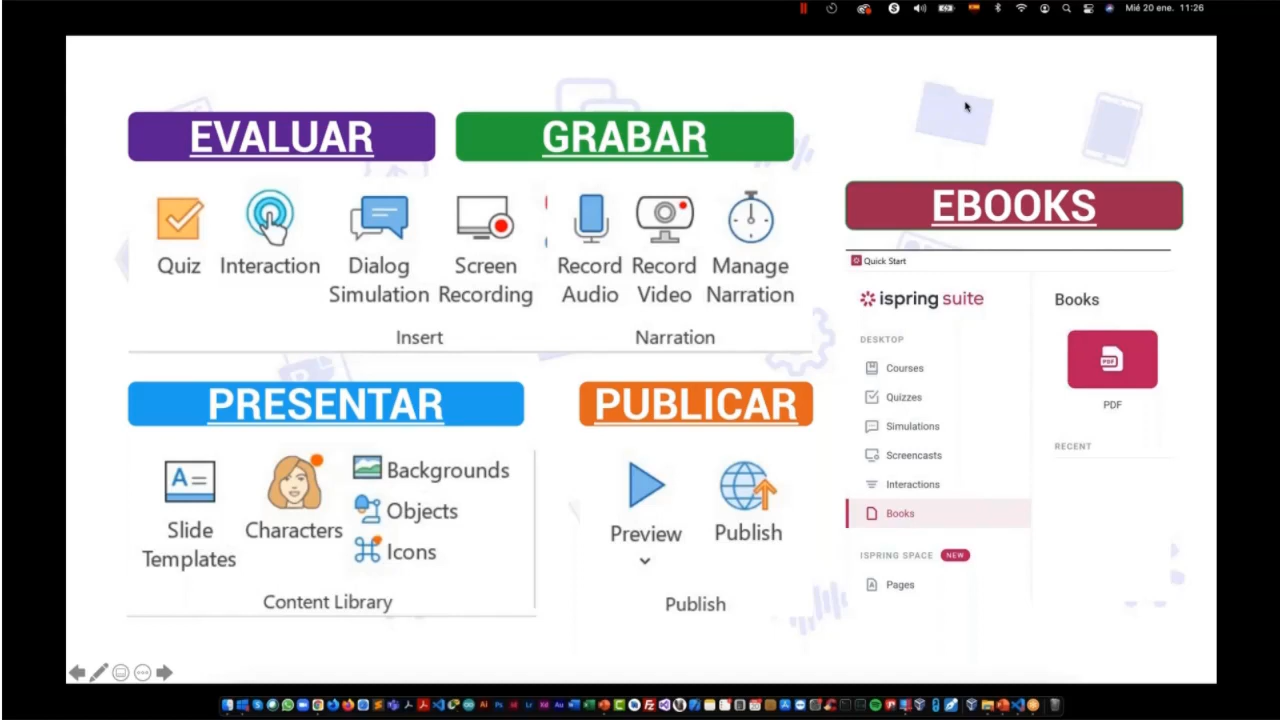 Mié 20 ene. 11:26
EVALUAR
GRABAR
Quiz
Interaction
Dialog
Simulation
Screen
Recording
Record
Audio
Record
Video
Manage
Narration
Insert
Narration
EBOOKS
Quick Start
ispring suite
Books
DESKTOP
Courses
Quizzes
Simulations
Screencasts
Interactions
Books
ISPRING SPACE NEW
Pages
PDF
PDF
RECENT
PRESENTAR
PUBLICAR
A
Slide
Templates
Characters
Backgrounds
Objects
Icons
Content Library
Preview
Publish
Publish